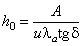 h₀ = A / (uλₐ tg δ)